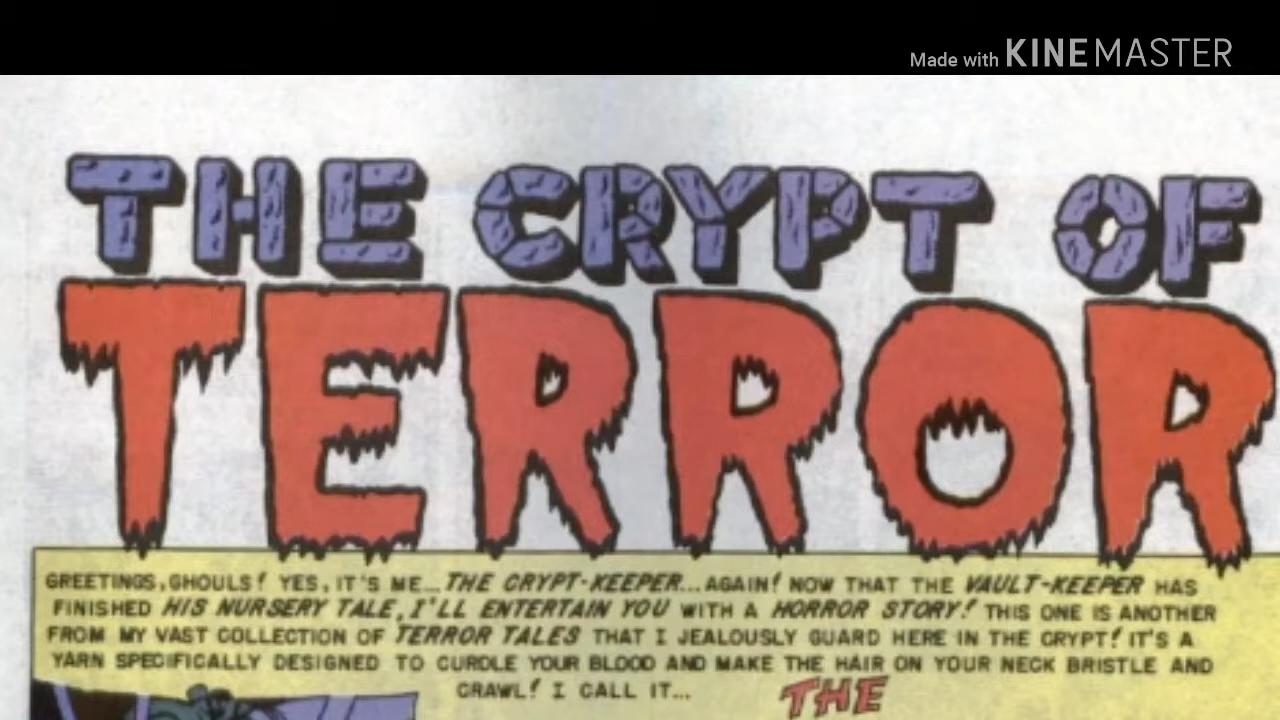 Made with KINEMASTER
THE CRYPT OF
TERROR
GREETINGS, GHOULS! YES, IT'S ME... THE CRYPT-KEEPER... AGAIN! NOW THAT THE VAULT-KEEPER HAS
FINISHED HIS NURSERY TALE, I'LL ENTERTAIN YOU WITH A HORROR STORY! THIS ONE IS ANOTHER
FROM MY VAST COLLECTION OF TERROR TALES THAT I JEALOUSLY GUARD HERE IN THE CRYPT! IT'S A
YARN SPECIFICALLY DESIGNED TO CURDLE YOUR BLOOD AND MAKE THE HAIR ON YOUR NECK BRISTLE AND
CRAWL! I CALL IT...
THE